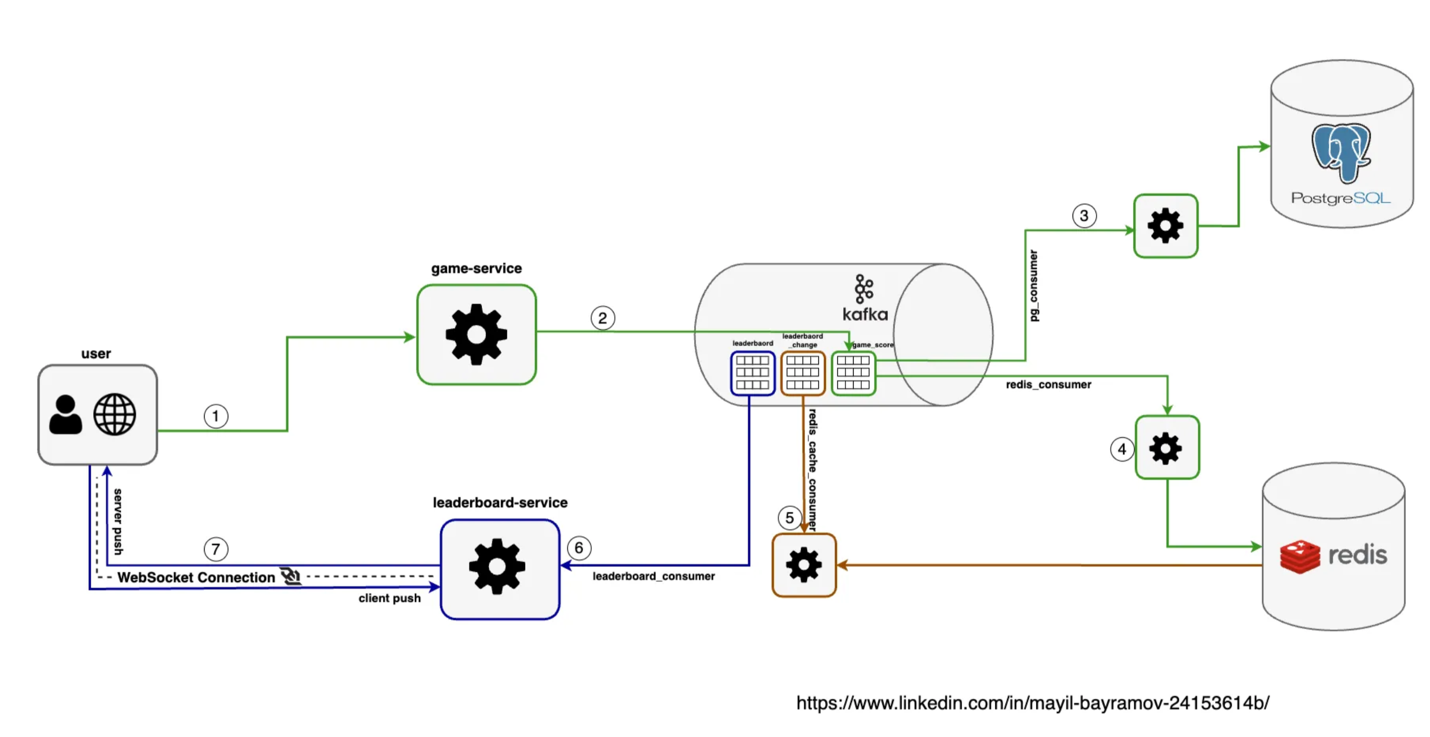 PostgreSQL
3
pg_consumer
game-service
kafka
2
leaderbaord
leaderbaord
_change
game_score
user
redis_consumer
1
redis_cache_consumer
4
leaderboard-service
server push
5
6
7
redis
WebSocket Connection
leaderboard_consumer
client push
https://www.linkedin.com/in/mayil-bayramov-24153614b/